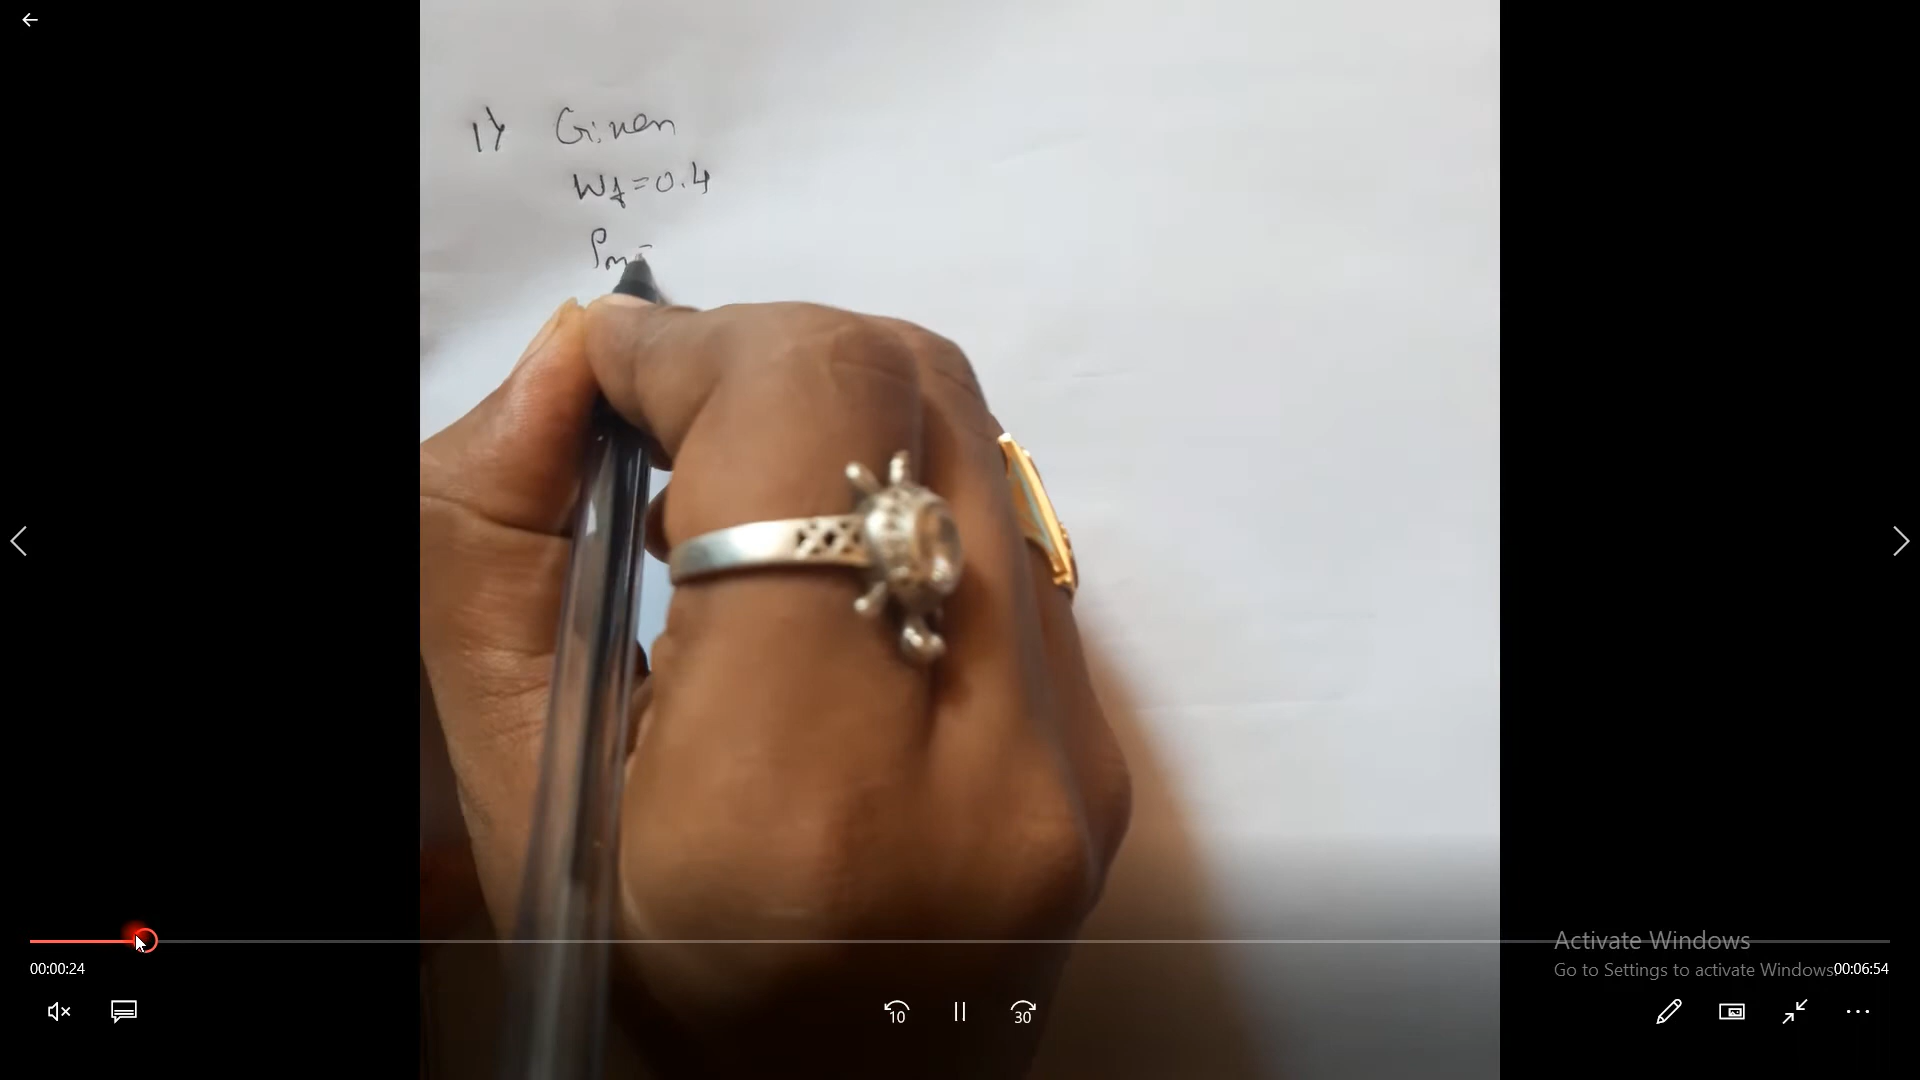 1) Given
Wf = 0.4
ρm =
Activate Windows
Go to Settings to activate Windows.
00:00:24
00:06:54
10
30